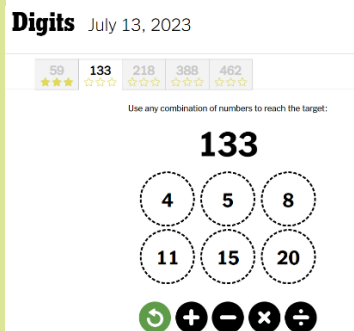 Digits July 13, 2023
59 133 218 388 462
Use any combination of numbers to reach the target:
133
4 5 8
11 15 20
+ − × ÷